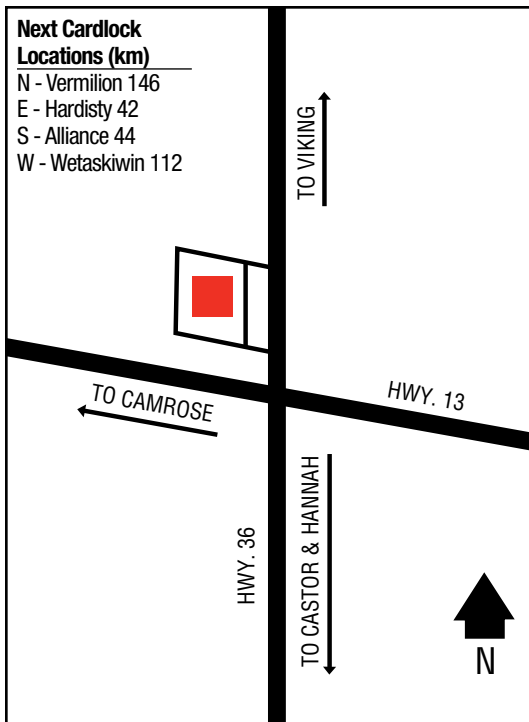 Next Cardlock
Locations (km)
N - Vermilion 146
E - Hardisty 42
S - Alliance 44
W - Wetaskiwin 112
TO VIKING
TO CAMROSE
HWY. 13
HWY. 36
TO CASTOR & HANNAH
N